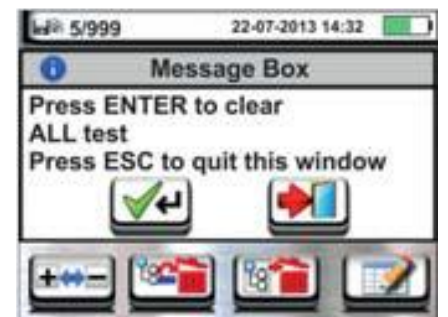 5/999 22-07-2013 14:32
Message Box
Press ENTER to clear
ALL test
Press ESC to quit this window